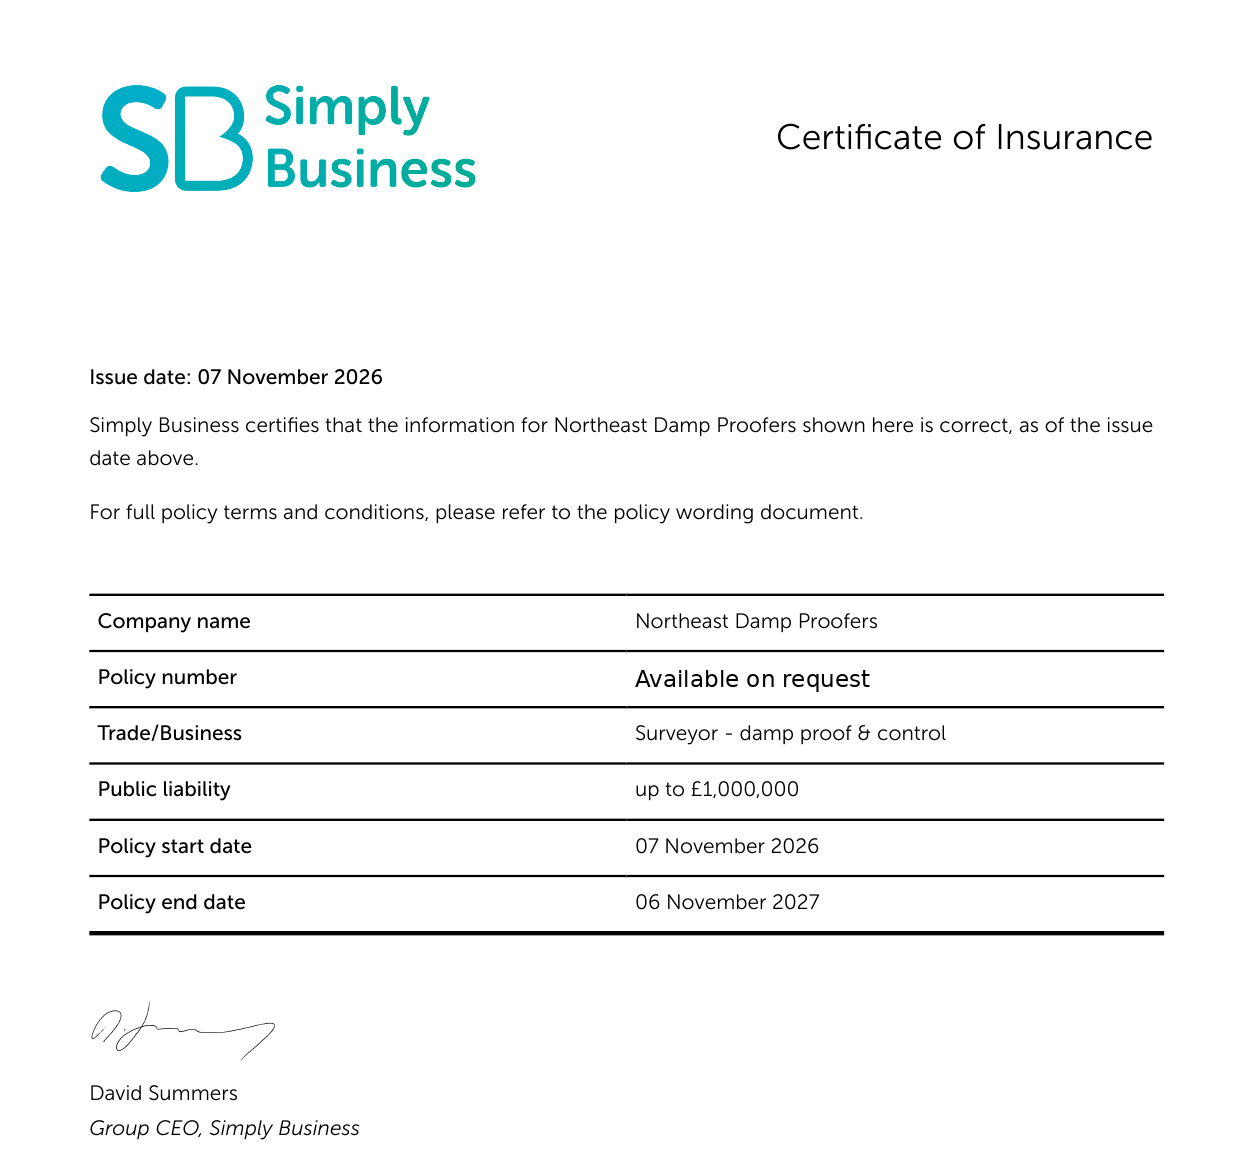 SB Simply
Business
Certificate of Insurance
Issue date: 07 November 2026
Simply Business certifies that the information for Northeast Damp Proofers shown here is correct, as of the issue
date above.
For full policy terms and conditions, please refer to the policy wording document.
Company name Northeast Damp Proofers
Policy number Available on request
Trade/Business Surveyor - damp proof & control
Public liability up to £1,000,000
Policy start date 07 November 2026
Policy end date 06 November 2027
David Summers
Group CEO, Simply Business